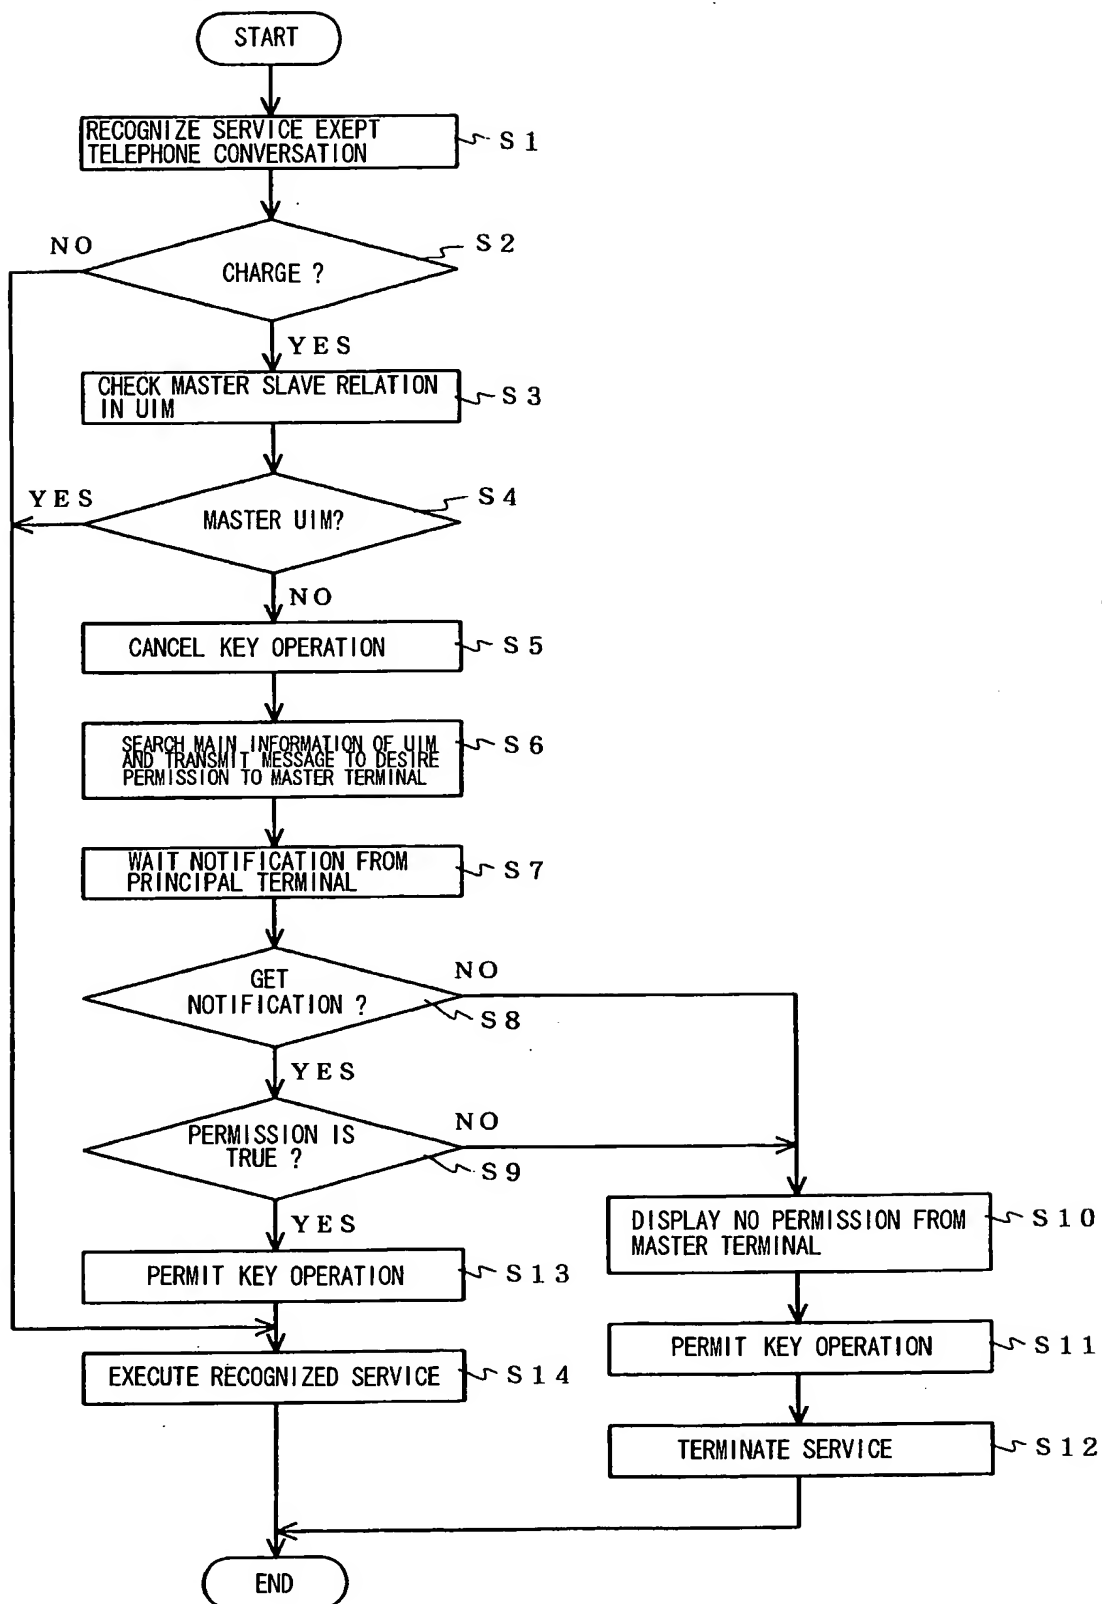 START
RECOGNIZE SERVICE EXEPT
TELEPHONE CONVERSATION
S1
NO
S2
CHARGE ?
YES
CHECK MASTER SLAVE RELATION
IN UIM
S3
YES
S4
MASTER UIM?
NO
CANCEL KEY OPERATION
S5
SEARCH MAIN INFORMATION OF UIM
AND TRANSMIT MESSAGE TO DESIRE
PERMISSION TO MASTER TERMINAL
S6
WAIT NOTIFICATION FROM
PRINCIPAL TERMINAL
S7
GET
NOTIFICATION ?
NO
S8
YES
PERMISSION IS
TRUE ?
NO
S9
YES
DISPLAY NO PERMISSION FROM
MASTER TERMINAL
S10
PERMIT KEY OPERATION
S13
PERMIT KEY OPERATION
S11
EXECUTE RECOGNIZED SERVICE
S14
TERMINATE SERVICE
S12
END